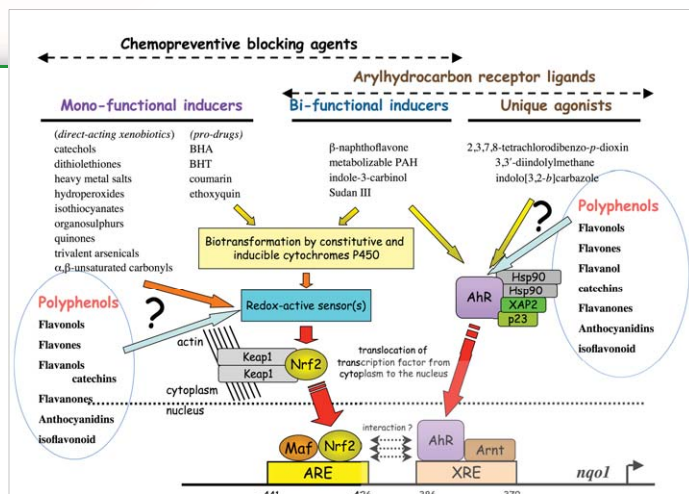 Chemopreventive blocking agents
Arylhydrocarbon receptor ligands
Mono-functional inducers
Bi-functional inducers
Unique agonists
(direct-acting xenobiotics)
catechols
dithiolethiones
heavy metal salts
hydroperoxides
isothiocyanates
organosulphurs
quinones
trivalent arsenicals
α,β-unsaturated carbonyls
(pro-drugs)
BHA
BHT
coumarin
ethoxyquin
β-naphthoflavone
metabolizable PAH
indole-3-carbinol
Sudan III
2,3,7,8-tetrachlorodibenzo-p-dioxin
3,3'-diindolylmethane
indolo[3,2-b]carbazole
?
Polyphenols
Flavonols
Flavones
Flavanol
catechins
Flavanones
Anthocyanidins
isoflavonoid
Biotransformation by constitutive and
inducible cytochromes P450
Redox-active sensor(s)
AhR
Hsp90
Hsp90
XAP2
p23
?
Polyphenols
Flavonols
Flavones
Flavanols
catechins
Flavanones
Anthocyanidins
isoflavonoid
actin
Keap1
Keap1
Nrf2
cytoplasm
nucleus
translocation of
transcription factor from
cytoplasm to the nucleus
Maf
Nrf2
interaction ?
AhR
Arnt
ARE
XRE
nqo1